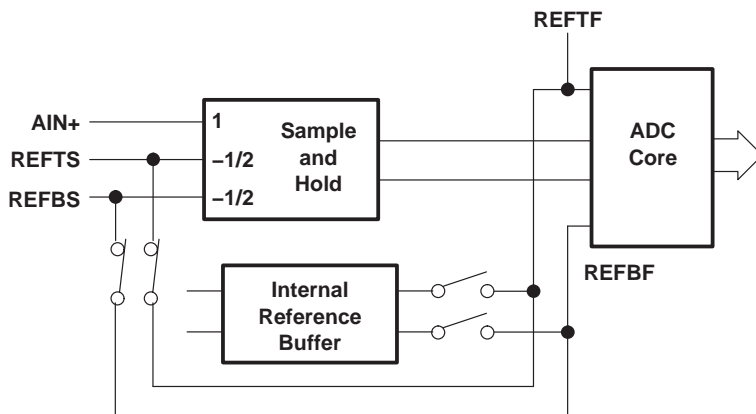 REFTF
AIN+
1
Sample
and
Hold
ADC
Core
REFTS
–1/2
REFBS
–1/2
REFBF
Internal
Reference
Buffer